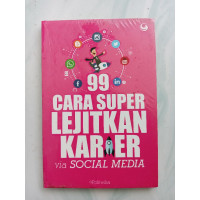 99
CARA SUPER
LEJITKAN
KARIER
via SOCIAL MEDIA